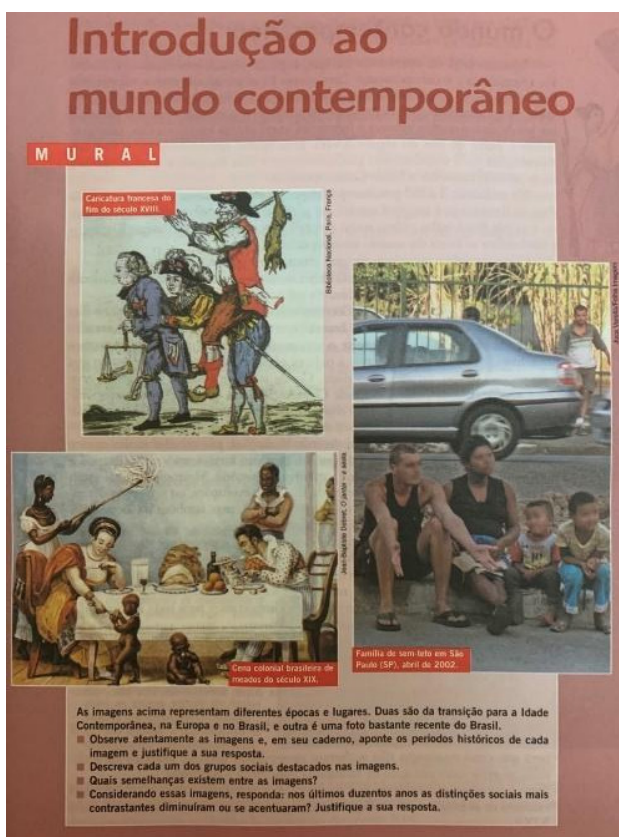 Introdução ao
mundo contemporâneo
MURAL
Caricatura francesa do
fim do século XVIII.
Biblioteca Nacional, Paris, França
Jean-Baptiste Debret, O jantar –
Cena colonial brasileira de
meados do século XIX.
Família de sem-teto em São
Paulo (SP), abril de 2002.
As imagens acima representam diferentes épocas e lugares. Duas são da transição para a Idade
Contemporânea, na Europa e no Brasil, e outra é uma foto bastante recente do Brasil.
Observe atentamente as imagens e, em seu caderno, aponte os períodos históricos de cada
imagem e justifique a sua resposta.
Descreva cada um dos grupos sociais destacados nas imagens.
Quais semelhanças existem entre as imagens?
Considerando essas imagens, responda: nos últimos duzentos anos as distinções sociais mais
contrastantes diminuíram ou se acentuaram? Justifique a sua resposta.